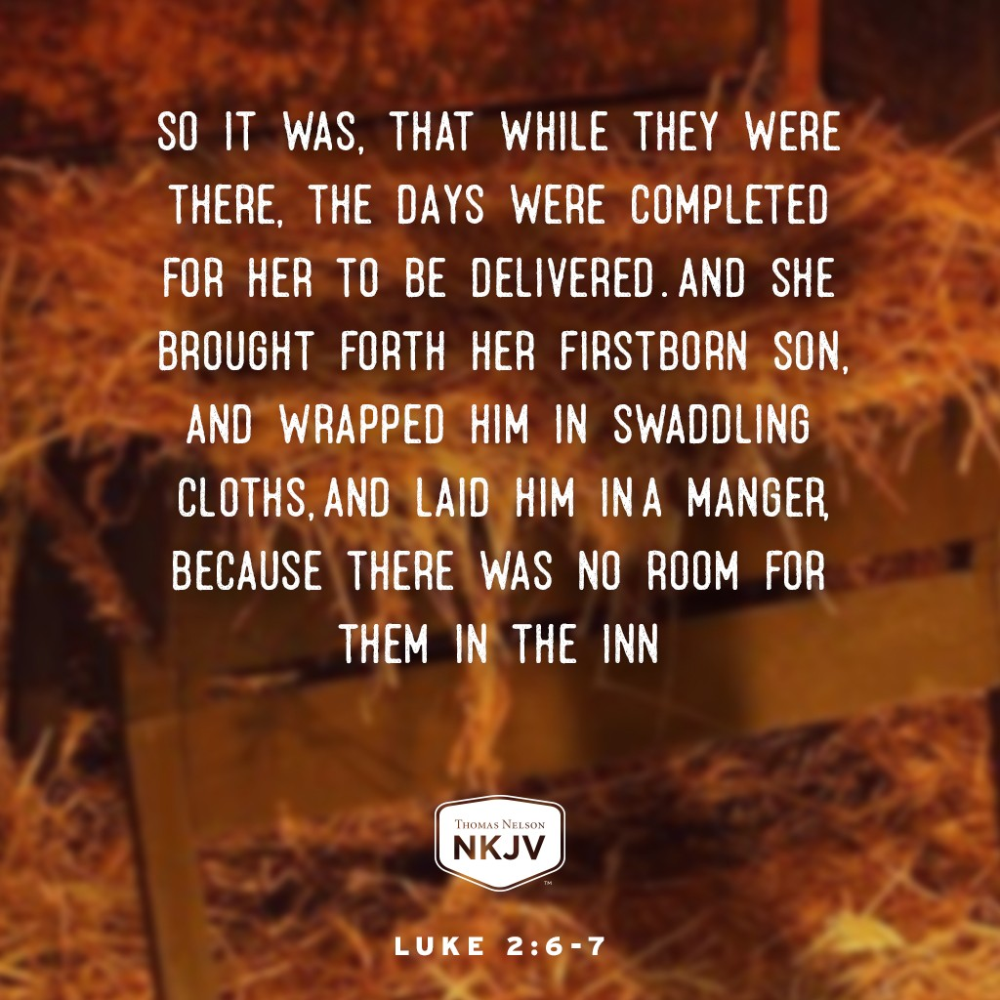 SO IT WAS, THAT WHILE THEY WERE
THERE, THE DAYS WERE COMPLETED
FOR HER TO BE DELIVERED. AND SHE
BROUGHT FORTH HER FIRSTBORN SON,
AND WRAPPED HIM IN SWADDLING
CLOTHS, AND LAID HIM IN A MANGER,
BECAUSE THERE WAS NO ROOM FOR
THEM IN THE INN
THOMAS NELSON
NKJV
™
LUKE 2:6-7